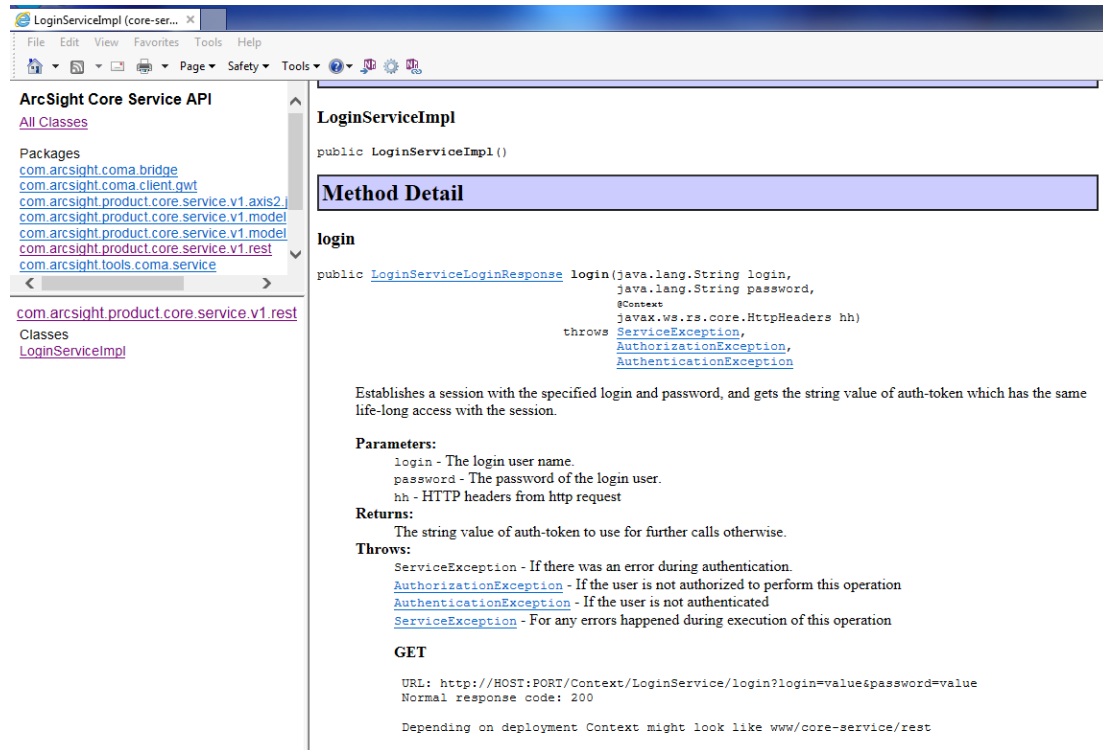 LoginServiceImpl (core-ser...
File Edit View Favorites Tools Help
Page Safety Tools
ArcSight Core Service API
All Classes
Packages
com.arcsight.coma.bridge
com.arcsight.coma.client.gwt
com.arcsight.product.core.service.v1.axis2.j
com.arcsight.product.core.service.v1.model
com.arcsight.product.core.service.v1.model
com.arcsight.product.core.service.v1.rest
com.arcsight.tools.coma.service
com.arcsight.product.core.service.v1.rest
Classes
LoginServiceImpl
LoginServiceImpl
public LoginServiceImpl()
Method Detail
login
public LoginServiceLoginResponse login(java.lang.String login,
java.lang.String password,
@Context
javax.ws.rs.core.HttpHeaders hh)
throws ServiceException,
AuthorizationException,
AuthenticationException
Establishes a session with the specified login and password, and gets the string value of auth-token which has the same
life-long access with the session.
Parameters:
login - The login user name.
password - The password of the login user.
hh - HTTP headers from http request
Returns:
The string value of auth-token to use for further calls otherwise.
Throws:
ServiceException - If there was an error during authentication.
AuthorizationException - If the user is not authorized to perform this operation
AuthenticationException - If the user is not authenticated
ServiceException - For any errors happened during execution of this operation
GET
URL: http://HOST:PORT/Context/LoginService/login?login=value&password=value
Normal response code: 200
Depending on deployment Context might look like www/core-service/rest